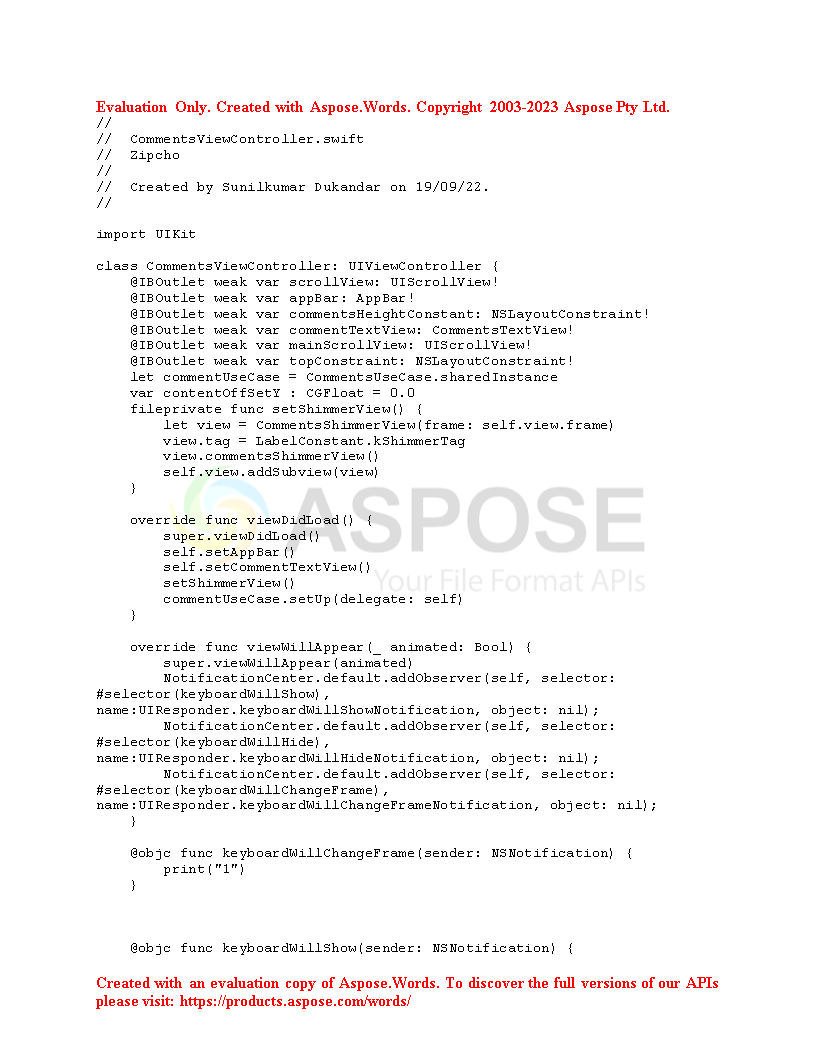 Evaluation Only. Created with Aspose.Words. Copyright 2003-2023 Aspose Pty Ltd.
//
//  CommentsViewController.swift
//  Zipcho
//
//  Created by Sunilkumar Dukandar on 19/09/22.
//
import UIKit
class CommentsViewController: UIViewController {
    @IBOutlet weak var scrollView: UIScrollView!
    @IBOutlet weak var appBar: AppBar!
    @IBOutlet weak var commentsHeightConstant: NSLayoutConstraint!
    @IBOutlet weak var commentTextView: CommentsTextView!
    @IBOutlet weak var mainScrollView: UIScrollView!
    @IBOutlet weak var topConstraint: NSLayoutConstraint!
    let commentUseCase = CommentsUseCase.sharedInstance
    var contentOffSetY : CGFloat = 0.0
    fileprivate func setShimmerView() {
        let view = CommentsShimmerView(frame: self.view.frame)
        view.tag = LabelConstant.kShimmerTag
        view.commentsShimmerView()
        self.view.addSubview(view)
    }
ASPOSE
Your File Format APIs
    override func viewDidLoad() {
        super.viewDidLoad()
        self.setAppBar()
        self.setCommentTextView()
        setShimmerView()
        commentUseCase.setUp(delegate: self)
    }
    override func viewWillAppear(_ animated: Bool) {
        super.viewWillAppear(animated)
        NotificationCenter.default.addObserver(self, selector:
#selector(keyboardWillShow),
name:UIResponder.keyboardWillShowNotification, object: nil);
        NotificationCenter.default.addObserver(self, selector:
#selector(keyboardWillHide),
name:UIResponder.keyboardWillHideNotification, object: nil);
        NotificationCenter.default.addObserver(self, selector:
#selector(keyboardWillChangeFrame),
name:UIResponder.keyboardWillChangeFrameNotification, object: nil);
    }
    @objc func keyboardWillChangeFrame(sender: NSNotification) {
        print("1")
    }
    @objc func keyboardWillShow(sender: NSNotification) {
Created with an evaluation copy of Aspose.Words. To discover the full versions of our APIs
please visit: https://products.aspose.com/words/